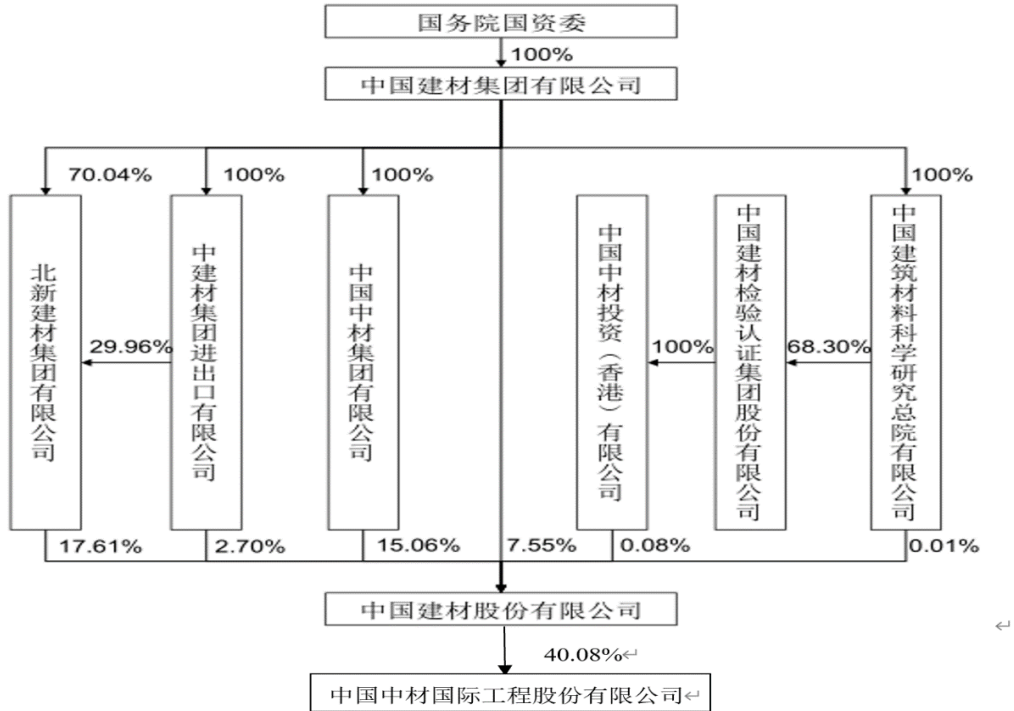 国务院国资委
100%
中国建材集团有限公司
70.04%
100%
100%
100%
北新建材集团有限公司
29.96%
中建材集团进出口有限公司
中国中材集团有限公司
中国中材投资（香港）有限公司
100%
中国建材检验认证集团股份有限公司
68.30%
中国建筑材料科学研究总院有限公司
17.61%
2.70%
15.06%
7.55%
0.08%
0.01%
中国建材股份有限公司
40.08%
中国中材国际工程股份有限公司